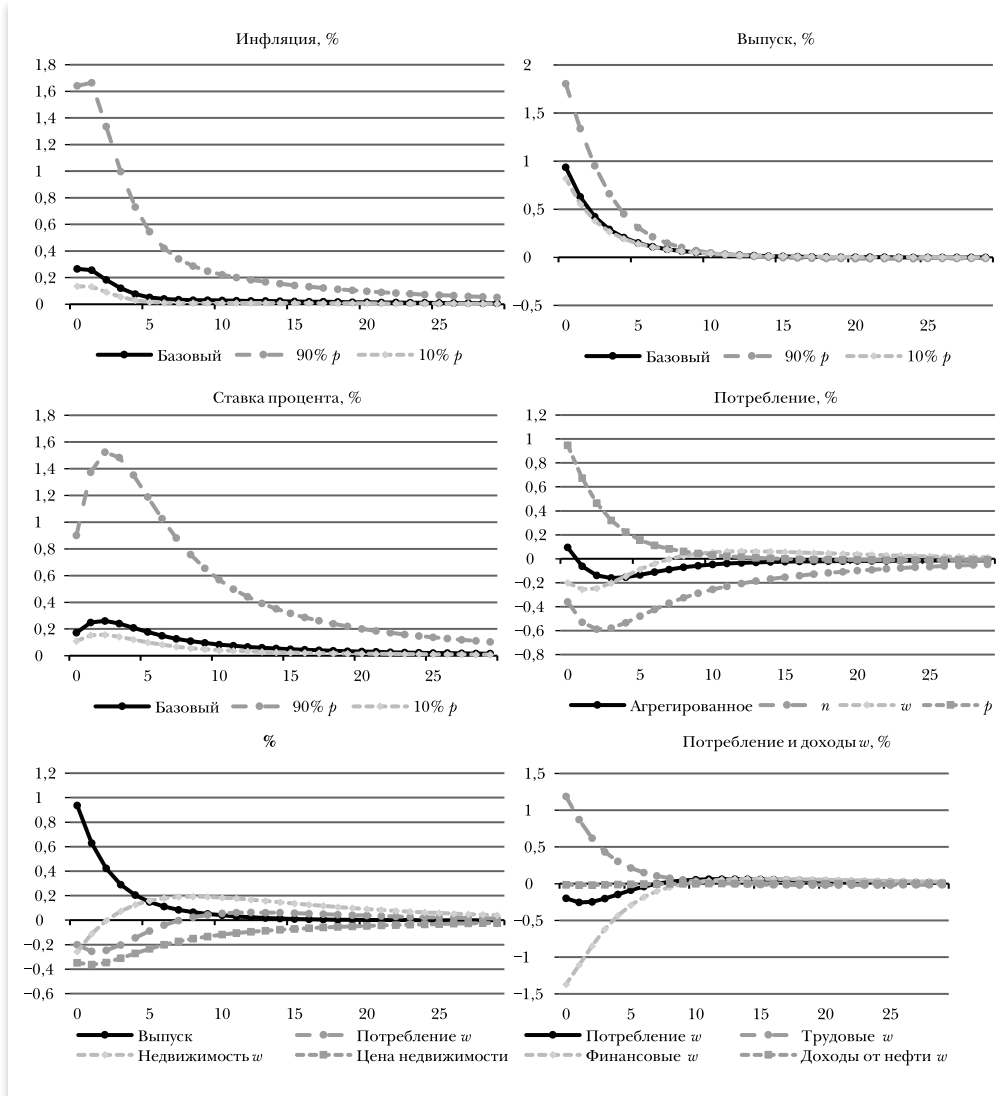 Инфляция, %
1,8
1,6
1,4
1,2
1
0,8
0,6
0,4
0,2
0
0 5 10 15 20 25
Базовый 90% p 10% p
Выпуск, %
2
1,5
1
0,5
0
−0,5
0 5 10 15 20 25
Базовый 90% p 10% p
Ставка процента, %
1,8
1,6
1,4
1,2
1
0,8
0,6
0,4
0,2
0
0 5 10 15 20 25
Базовый 90% p 10% p
Потребление, %
1,2
1
0,8
0,6
0,4
0,2
0
−0,2
−0,4
−0,6
−0,8
0 5 10 15 20 25
Агрегированное n w p
%
1,2
1
0,8
0,6
0,4
0,2
0
−0,2
−0,4
−0,6
0 5 10 15 20 25
Выпуск Потребление w
Недвижимость w Цена недвижимости
Потребление и доходы w, %
1,5
1
0,5
0
−0,5
−1
−1,5
0 5 10 15 20 25
Потребление w Трудовые w
Финансовые w Доходы от нефти w